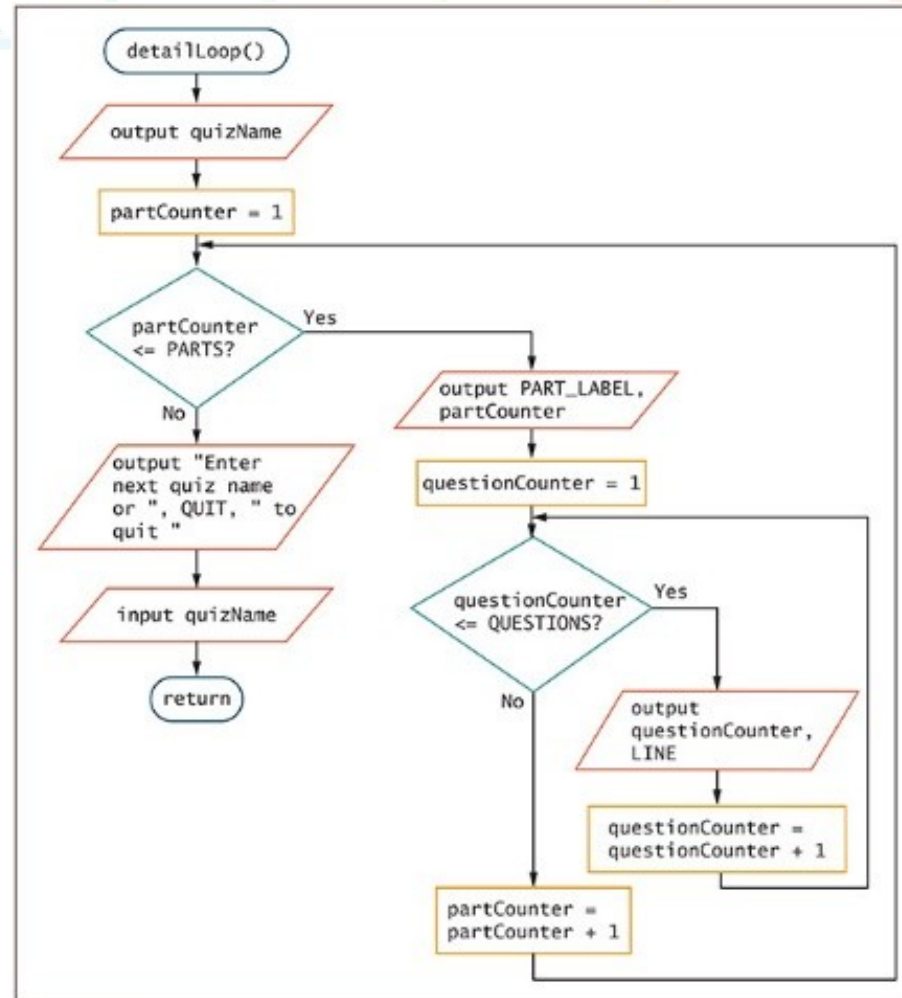 detailLoop()
output quizName
partCounter = 1
partCounter
<= PARTS?
Yes
No
output "Enter
next quiz name
or ", QUIT, " to
quit "
input quizName
return
output PART_LABEL,
partCounter
questionCounter = 1
questionCounter
<= QUESTIONS?
Yes
No
output
questionCounter,
LINE
questionCounter =
questionCounter + 1
partCounter =
partCounter + 1